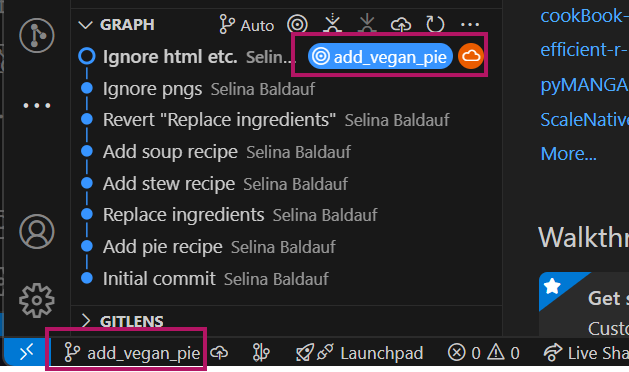 GRAPH Auto
Ignore html etc. Selin... add_vegan_pie
Ignore pngs Selina Baldauf
Revert "Replace ingredients" Selina Baldauf
Add soup recipe Selina Baldauf
Add stew recipe Selina Baldauf
Replace ingredients Selina Baldauf
Add pie recipe Selina Baldauf
Initial commit Selina Baldauf
GITLENS
add_vegan_pie Launchpad 0 0 Live Sha
cookBook-
efficient-r-
pyMANGA
ScaleNative
More...
Walkthr
Get s
Custo